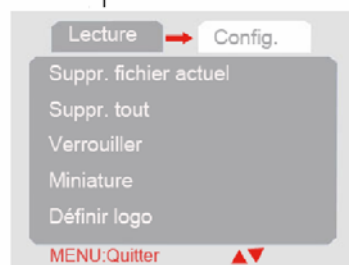 Lecture Config.
Suppr. fichier actuel
Suppr. tout
Verrouiller
Miniature
Définir logo
MENU:Quitter